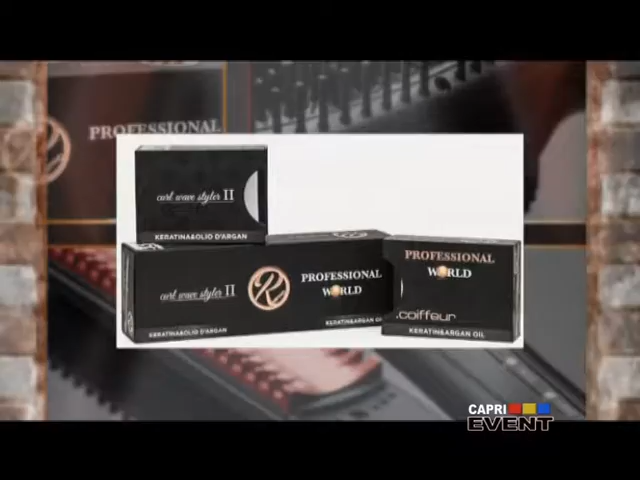 PROFESSIONAL
curl wave styler II
KERATINA&OLIO D'ARGAN
curl wave styler II
KERATINA&OLIO D'ARGAN
R
PROFESSIONAL
WORLD
KERATIN&ARGAN OIL
PROFESSIONAL
WORLD
.coiffeur
KERATIN&ARGAN OIL
CAPRI
EVENT